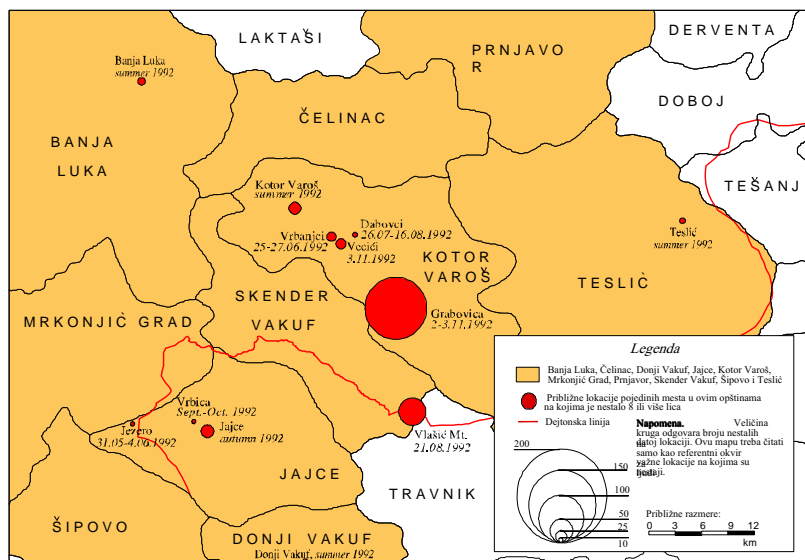 LAKTAŠI
PRNJAVO
R
DERVENTA
Banja Luka
summer 1992
DOBOJ
ČELINAC
BANJA
LUKA
TEŠANJ
Kotor Varoš
summer 1992
Dabovci
26.07-16.08.1992
Vrbanjci
25-27.06.1992
Vecići
3.11.1992
Teslić
summer 1992
KOTOR
VAROŠ
TESLIĆ
SKENDER
VAKUF
MRKONJIĆ GRAD
Grabovica
2-3.11.1992
Vrbica
Sept.-Oct. 1992
Jezero
31.05-4.06.1992
Jajce
autumn 1992
Vlašić Mt.
21.08.1992
JAJCE
TRAVNIK
ŠIPOVO
DONJI VAKUF
Donji Vakuf, summer 1992
Legenda
Banja Luka, Čelinac, Donji Vakuf, Jajce, Kotor Varoš,
Mrkonjić Grad, Prnjavor, Skender Vakuf, Šipovo i Teslić
Približne lokacije pojedinih mesta u ovim opštinama
na kojima je nestalo 8 ili više lica
Dejtonska linija
Napomena. Veličina
kruga odgovara broju nestalih
na
datoj lokaciji. Ovu mapu treba čitati
samo kao referentni okvir
za
važne lokacije na kojima su
ljudi
nestajali.
200
150
100
50
25
10
Približne razmere:
0 3 6 9 12
km